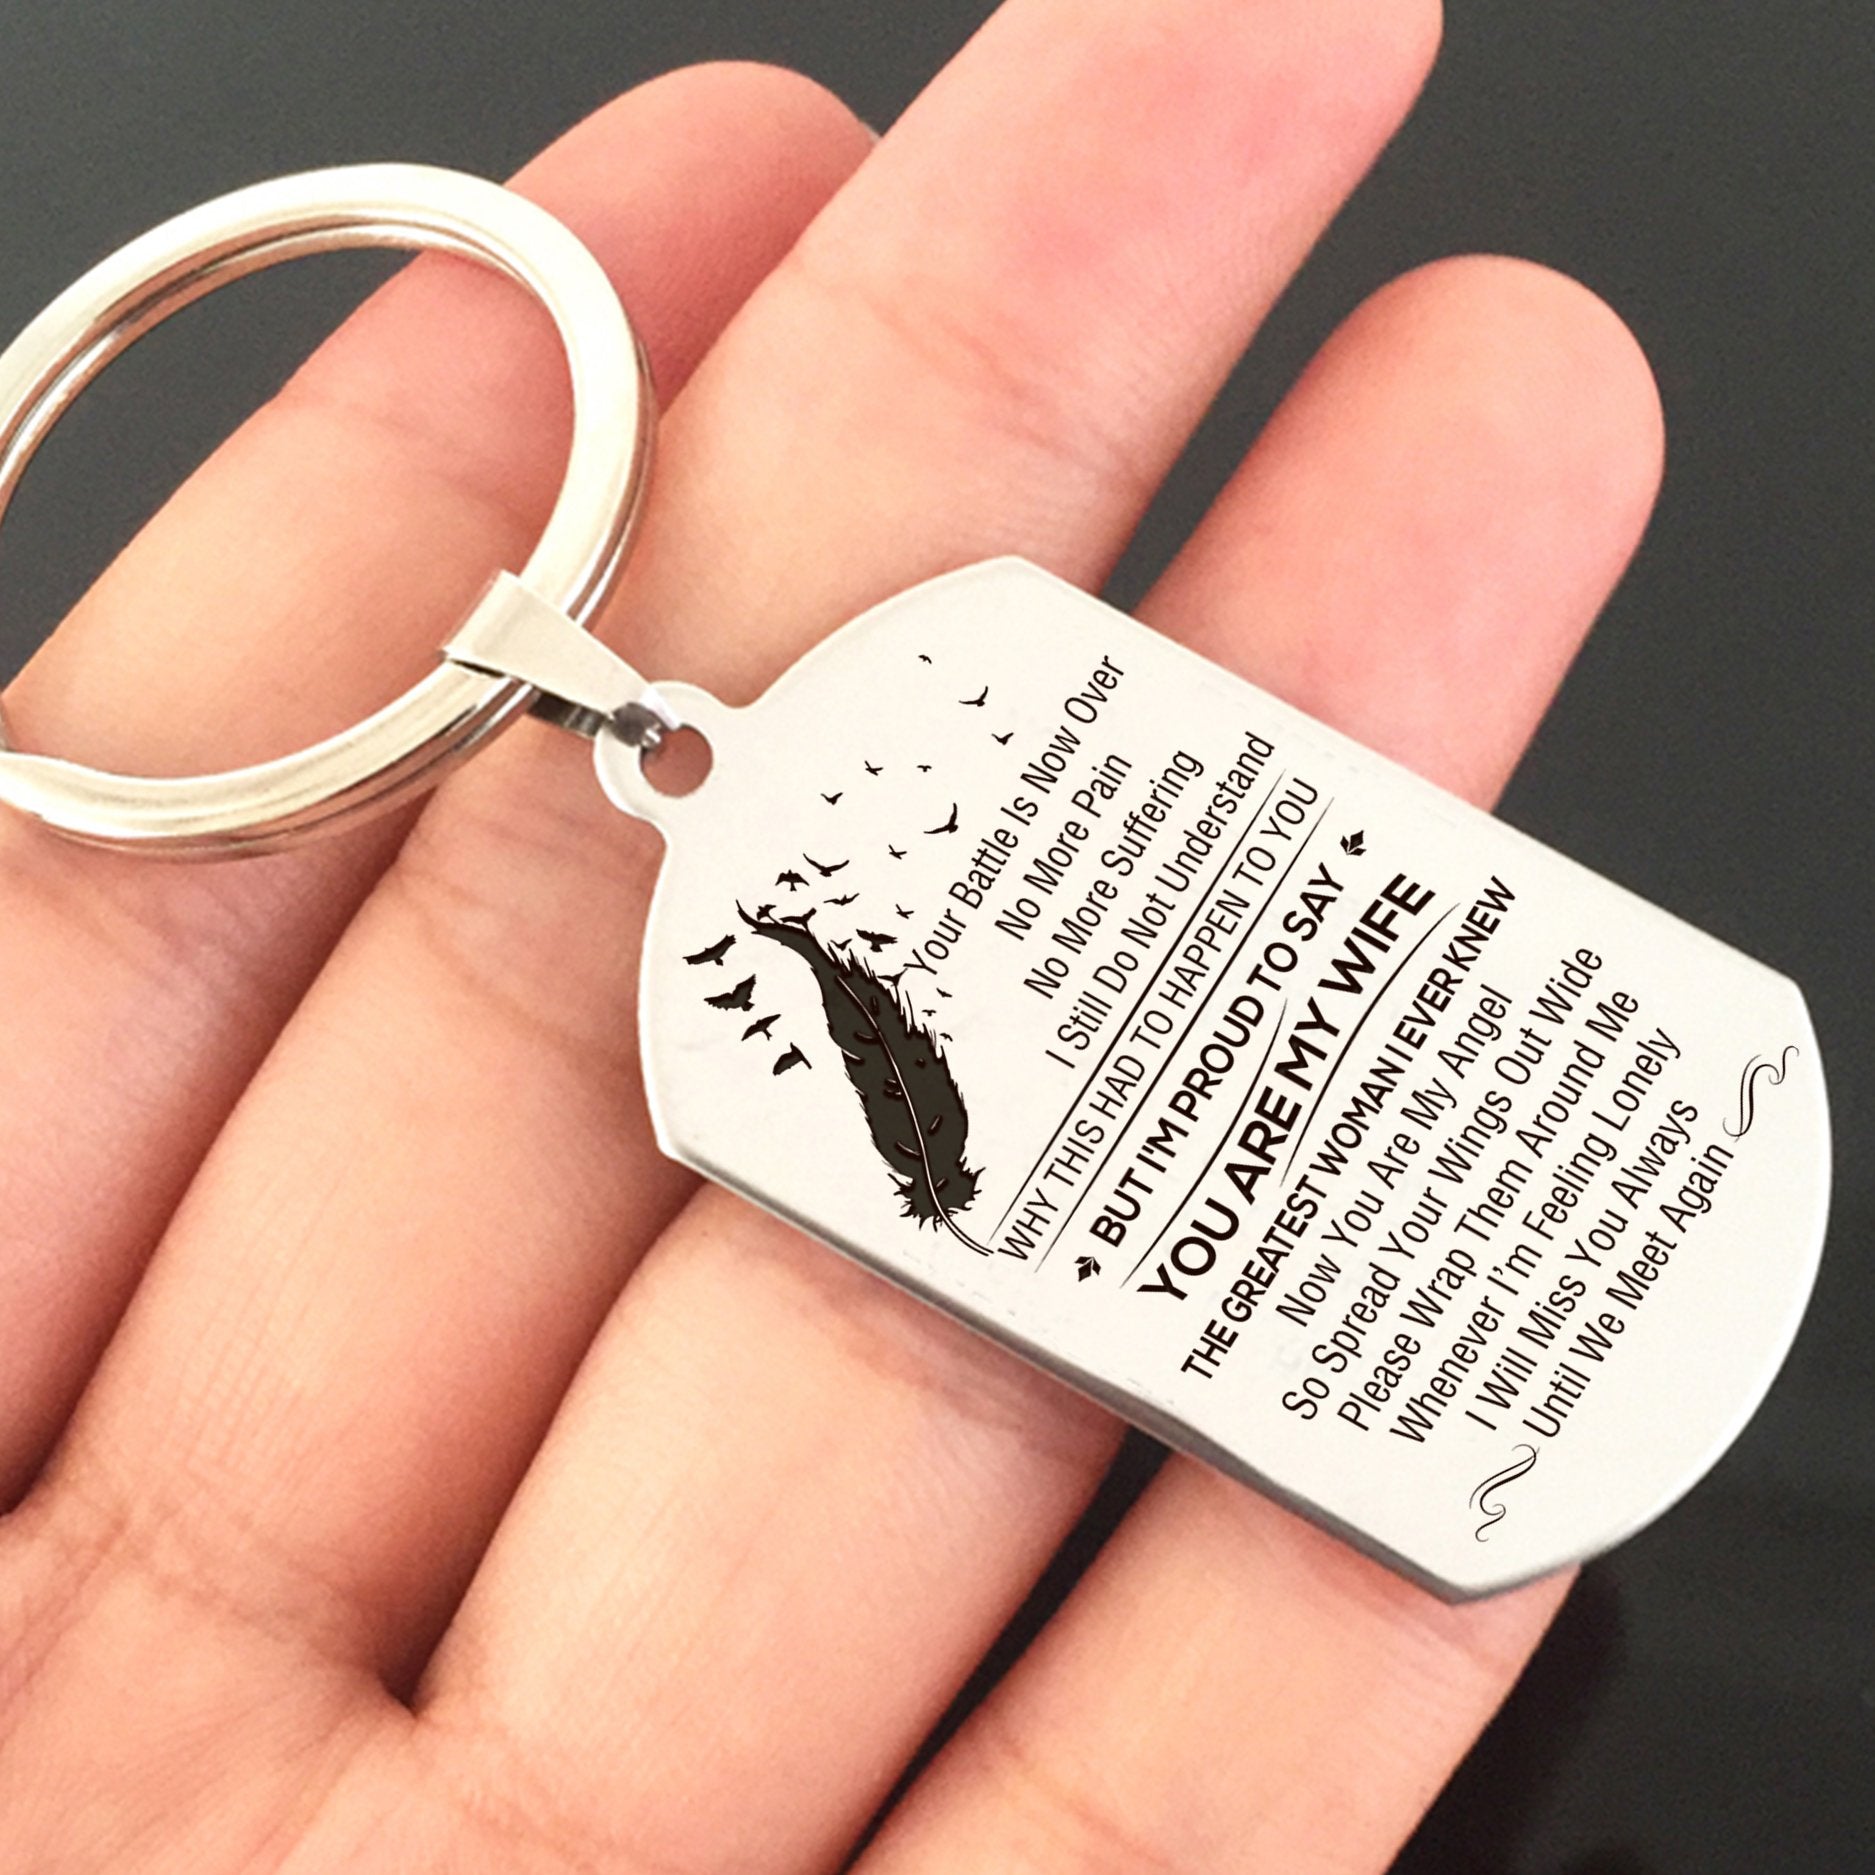 Your Battle Is Now Over
No More Pain
No More Suffering
I Still Do Not Understand
WHY THIS HAD TO HAPPEN TO YOU
BUT I'M PROUD TO SAY
YOU ARE MY WIFE
THE GREATEST WOMAN I EVER KNEW
Now You Are My Angel
So Spread Your Wings Out Wide
Please Wrap Them Around Me
Whenever I'm Feeling Lonely
I Will Miss You Always
Until We Meet Again